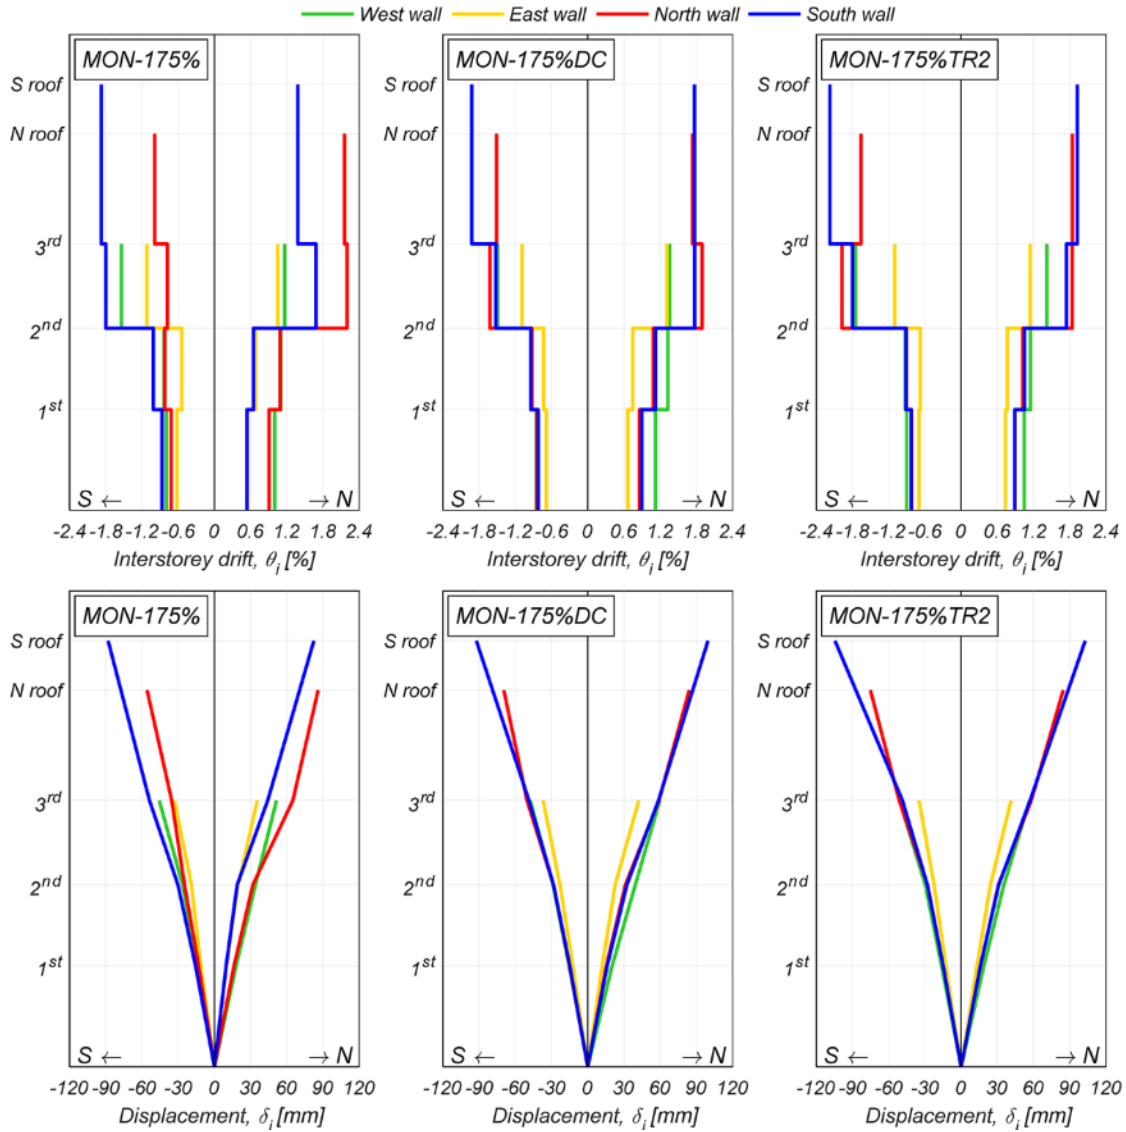 West wall East wall North wall South wall
MON-175% MON-175%DC MON-175%TR2
S roof S roof S roof
N roof N roof N roof
3rd 3rd 3rd
2nd 2nd 2nd
1st 1st 1st
S ← → N S ← → N S ← → N
-2.4 -1.8 -1.2 -0.6 0 0.6 1.2 1.8 2.4 -2.4 -1.8 -1.2 -0.6 0 0.6 1.2 1.8 2.4 -2.4 -1.8 -1.2 -0.6 0 0.6 1.2 1.8 2.4
Interstorey drift, θi [%] Interstorey drift, θi [%] Interstorey drift, θi [%]
MON-175% MON-175%DC MON-175%TR2
S roof S roof S roof
N roof N roof N roof
3rd 3rd 3rd
2nd 2nd 2nd
1st 1st 1st
S ← → N S ← → N S ← → N
-120 -90 -60 -30 0 30 60 90 120 -120 -90 -60 -30 0 30 60 90 120 -120 -90 -60 -30 0 30 60 90 120
Displacement, δi [mm] Displacement, δi [mm] Displacement, δi [mm]